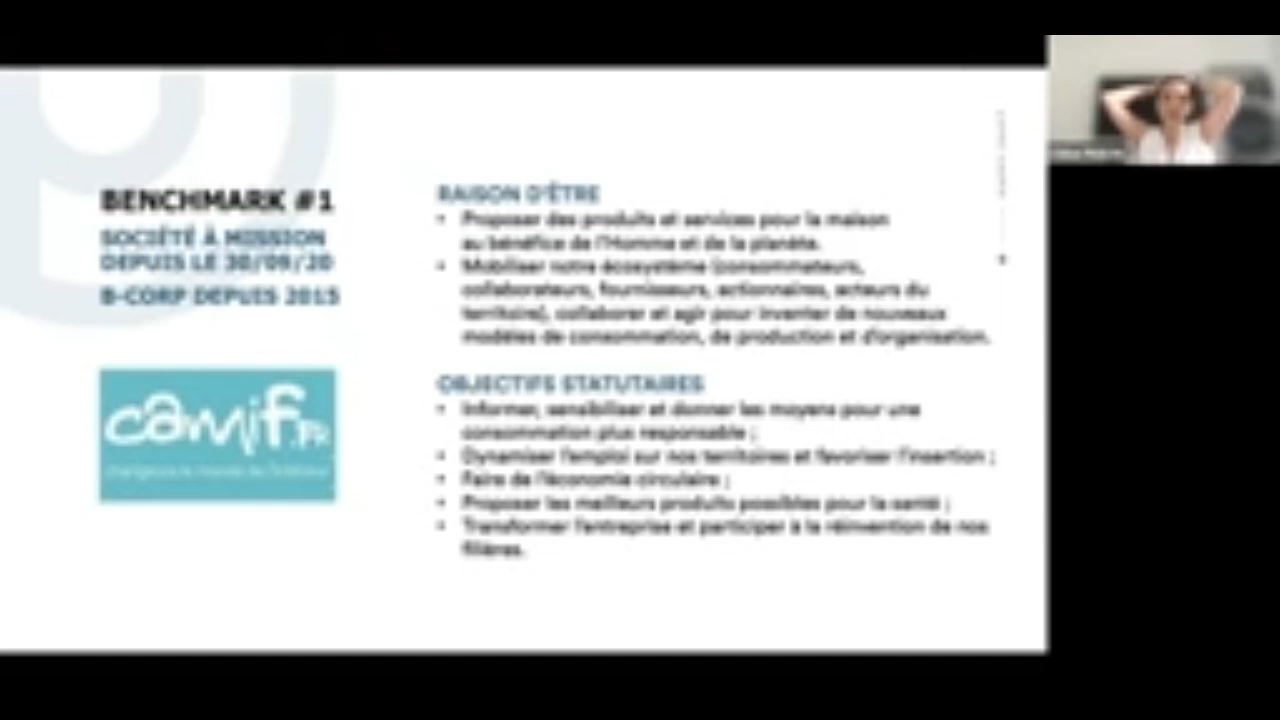 BENCHMARK #1
SOCIÉTÉ À MISSION
DEPUIS LE 30/09/20
B-CORP DEPUIS 2015
camif.fr
changeons le monde de l'intérieur
RAISON D'ÊTRE
• Proposer des produits et services pour la maison
au bénéfice de l'Homme et de la planète.
• Mobiliser notre écosystème (consommateurs,
collaborateurs, fournisseurs, actionnaires, acteurs du
territoire), collaborer et agir pour inventer de nouveaux
modèles de consommation, de production et d'organisation.
OBJECTIFS STATUTAIRES
• Informer, sensibiliser et donner les moyens pour une
consommation plus responsable ;
• Dynamiser l'emploi sur nos territoires et favoriser l'insertion ;
• Faire de l'économie circulaire ;
• Proposer les meilleurs produits possibles pour la santé ;
• Transformer l'entreprise et participer à la réinvention de nos
filières.